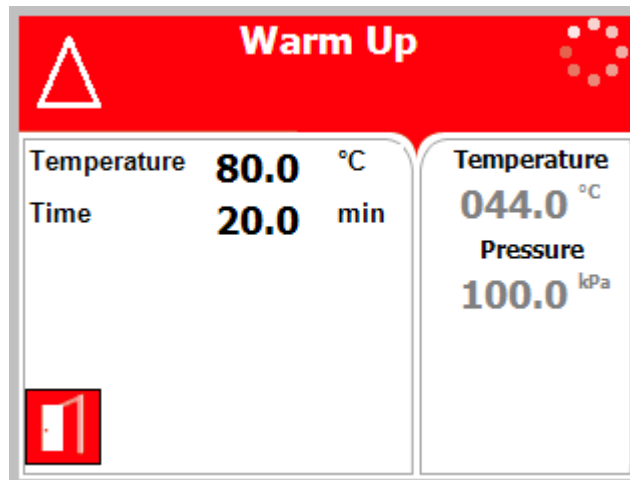 Warm Up
Temperature 80.0 °C
Time 20.0 min
Temperature
044.0 °C
Pressure
100.0 kPa